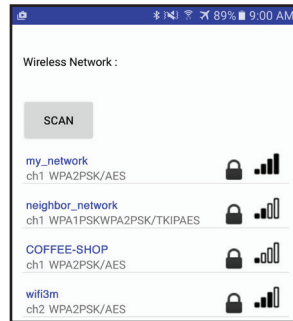 89% 9:00 AM
Wireless Network :
SCAN
my_network
ch1 WPA2PSK/AES
neighbor_network
ch1 WPA1PSKWPA2PSK/TKIPAES
COFFEE-SHOP
ch1 WPA2PSK/AES
wifi3m
ch2 WPA2PSK/AES